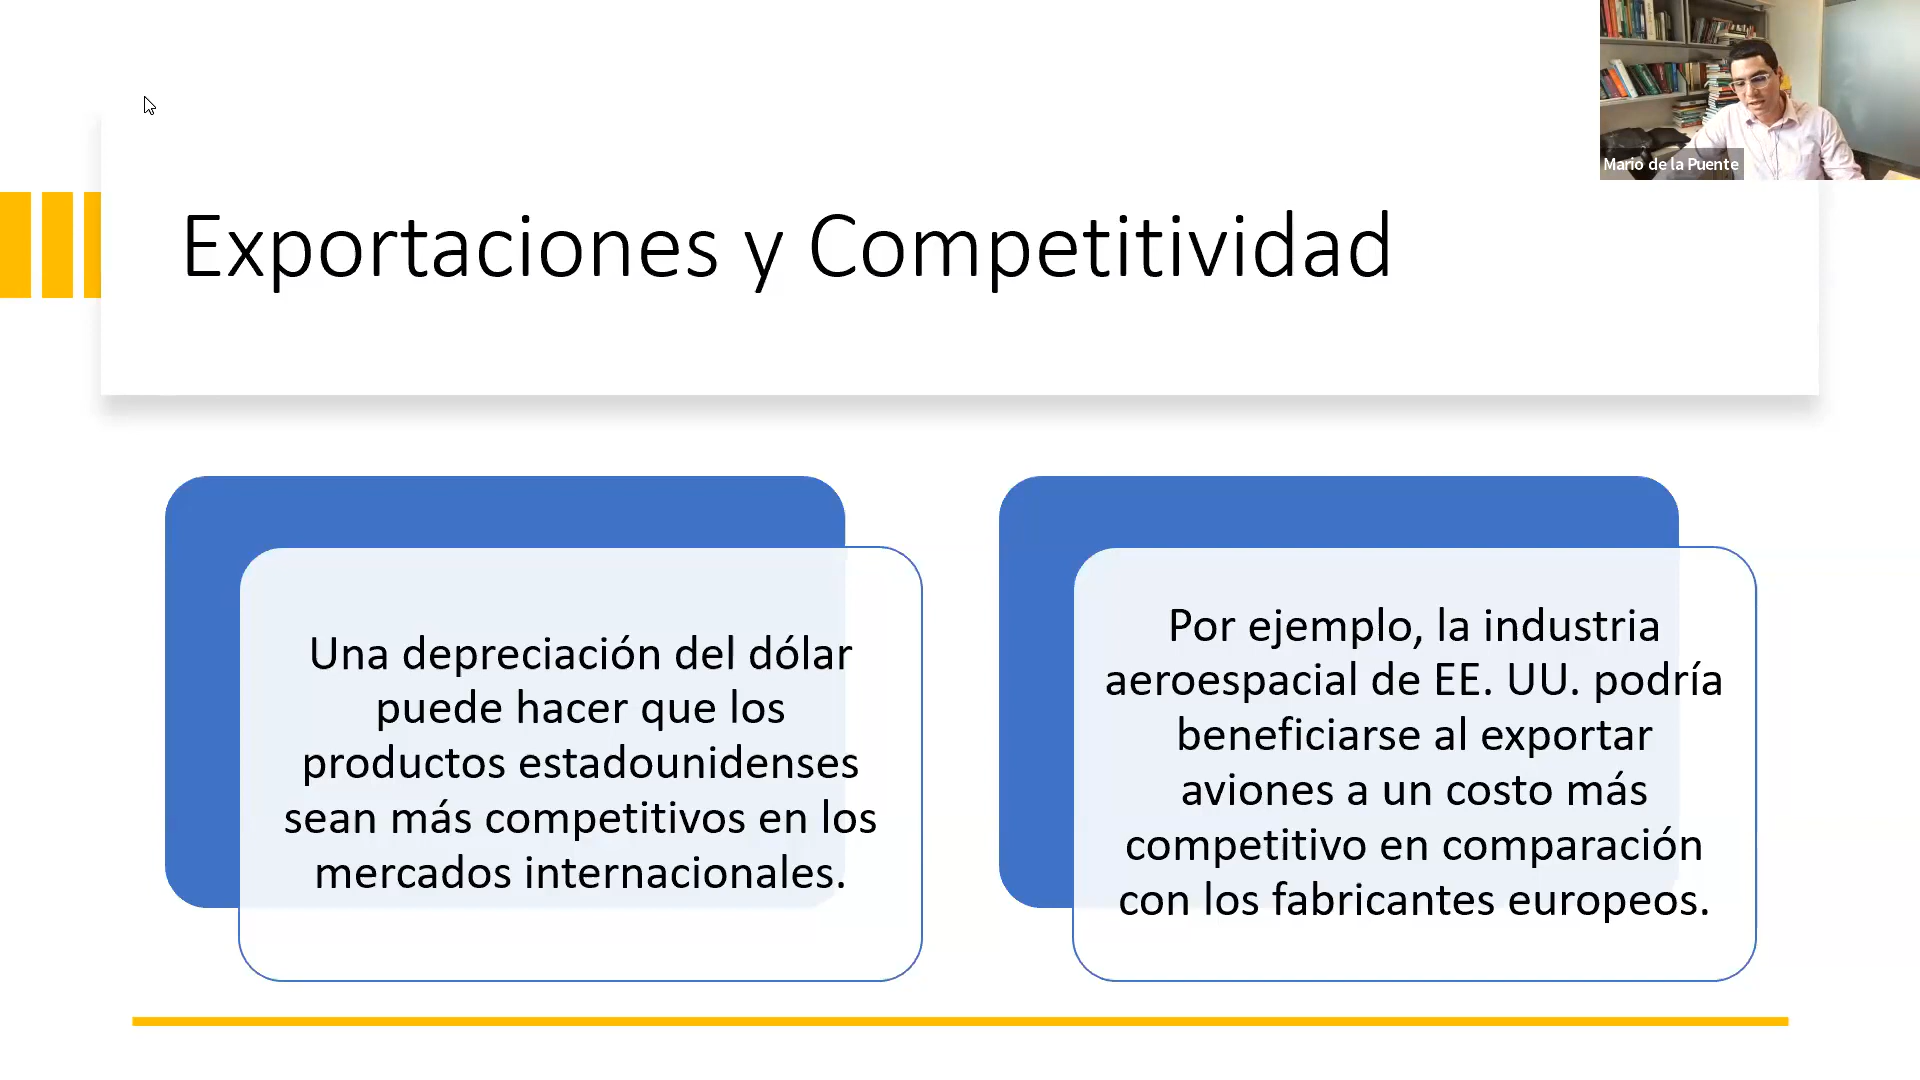 Mario de la Puente
Exportaciones y Competitividad
Una depreciación del dólar
puede hacer que los
productos estadounidenses
sean más competitivos en los
mercados internacionales.
Por ejemplo, la industria
aeroespacial de EE. UU. podría
beneficiarse al exportar
aviones a un costo más
competitivo en comparación
con los fabricantes europeos.